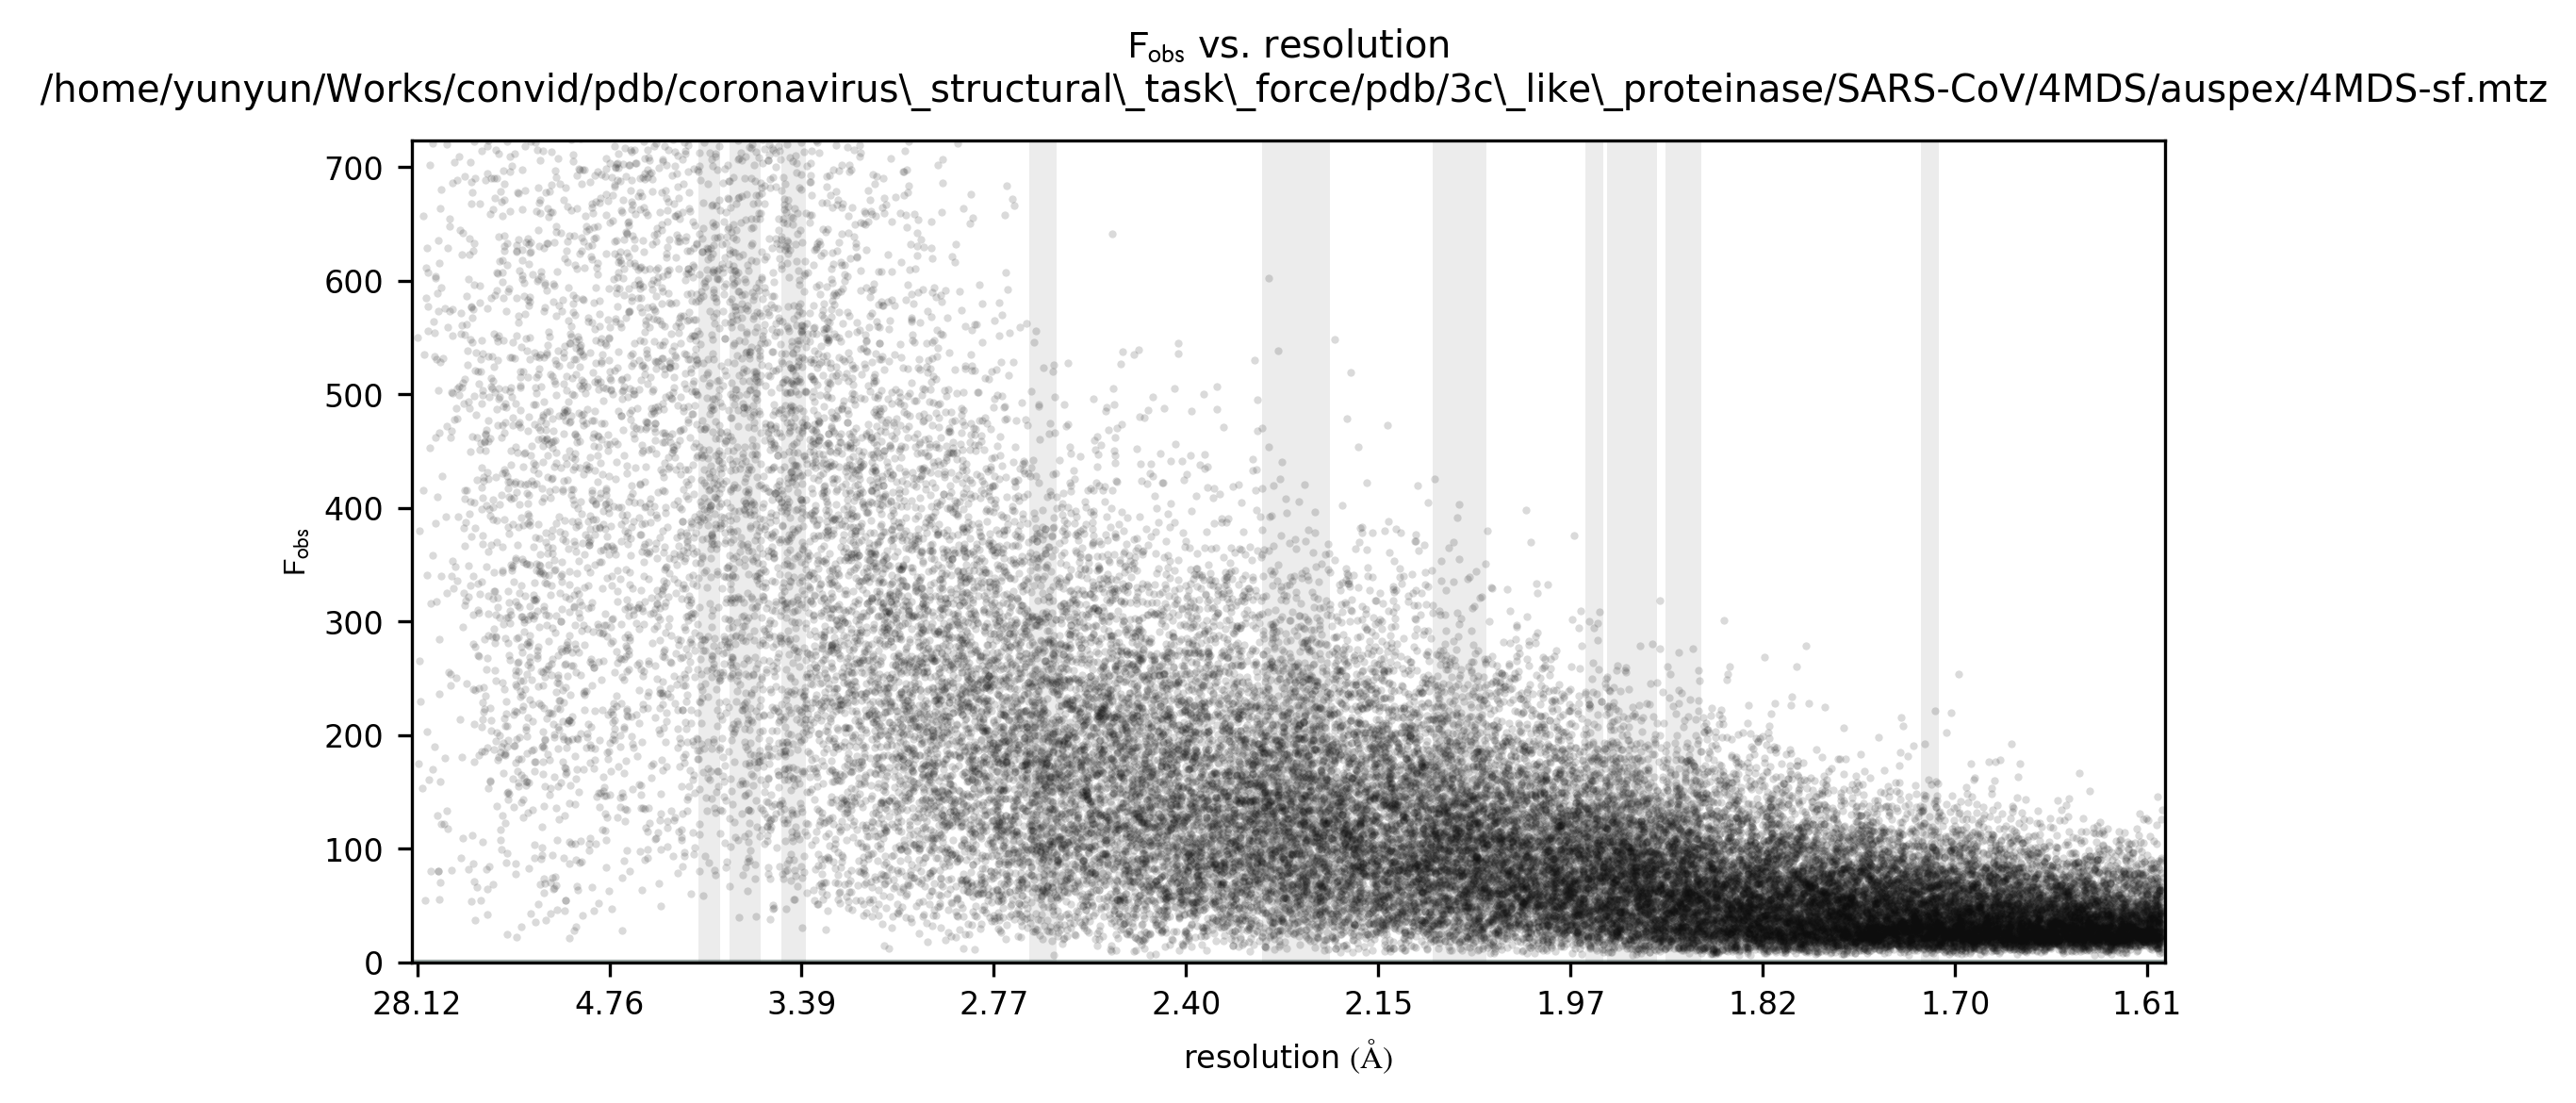 F_obs vs. resolution
/home/yunyun/Works/convid/pdb/coronavirus\_structural\_task\_force/pdb/3c\_like\_proteinase/SARS-CoV/4MDS/auspex/4MDS-sf.mtz
700
600
500
400
300
200
100
0
F_obs
28.12 4.76 3.39 2.77 2.40 2.15 1.97 1.82 1.70 1.61
resolution (Å)